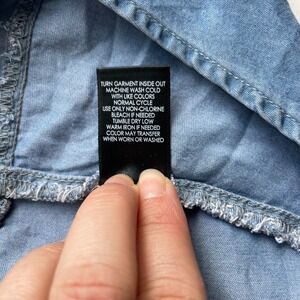 TURN GARMENT INSIDE OUT
MACHINE WASH COLD
WITH LIKE COLORS
NORMAL CYCLE
USE ONLY NON-CHLORINE
BLEACH IF NEEDED
TUMBLE DRY LOW
WARM IRON IF NEEDED
COLOR MAY TRANSFER
WHEN WORN OR WASHED